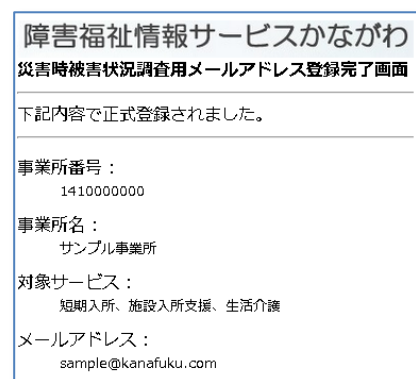 障害福祉情報サービスかながわ
災害時被害状況調査用メールアドレス登録完了画面
下記内容で正式登録されました。
事業所番号：
1410000000
事業所名：
サンプル事業所
対象サービス：
短期入所、施設入所支援、生活介護
メールアドレス：
sample@kanafuku.com